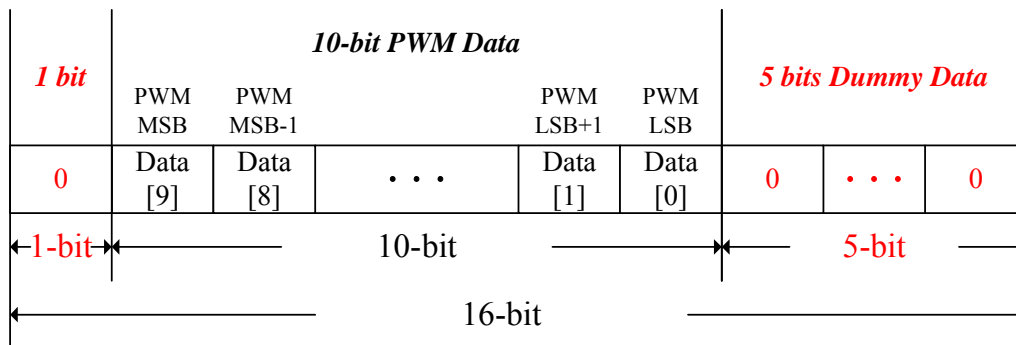 10-bit PWM Data
1 bit
5 bits Dummy Data
PWM MSB
PWM MSB-1
PWM LSB+1
PWM LSB
0
Data [9]
Data [8]
· · ·
Data [1]
Data [0]
0
· · ·
0
1-bit
10-bit
5-bit
16-bit